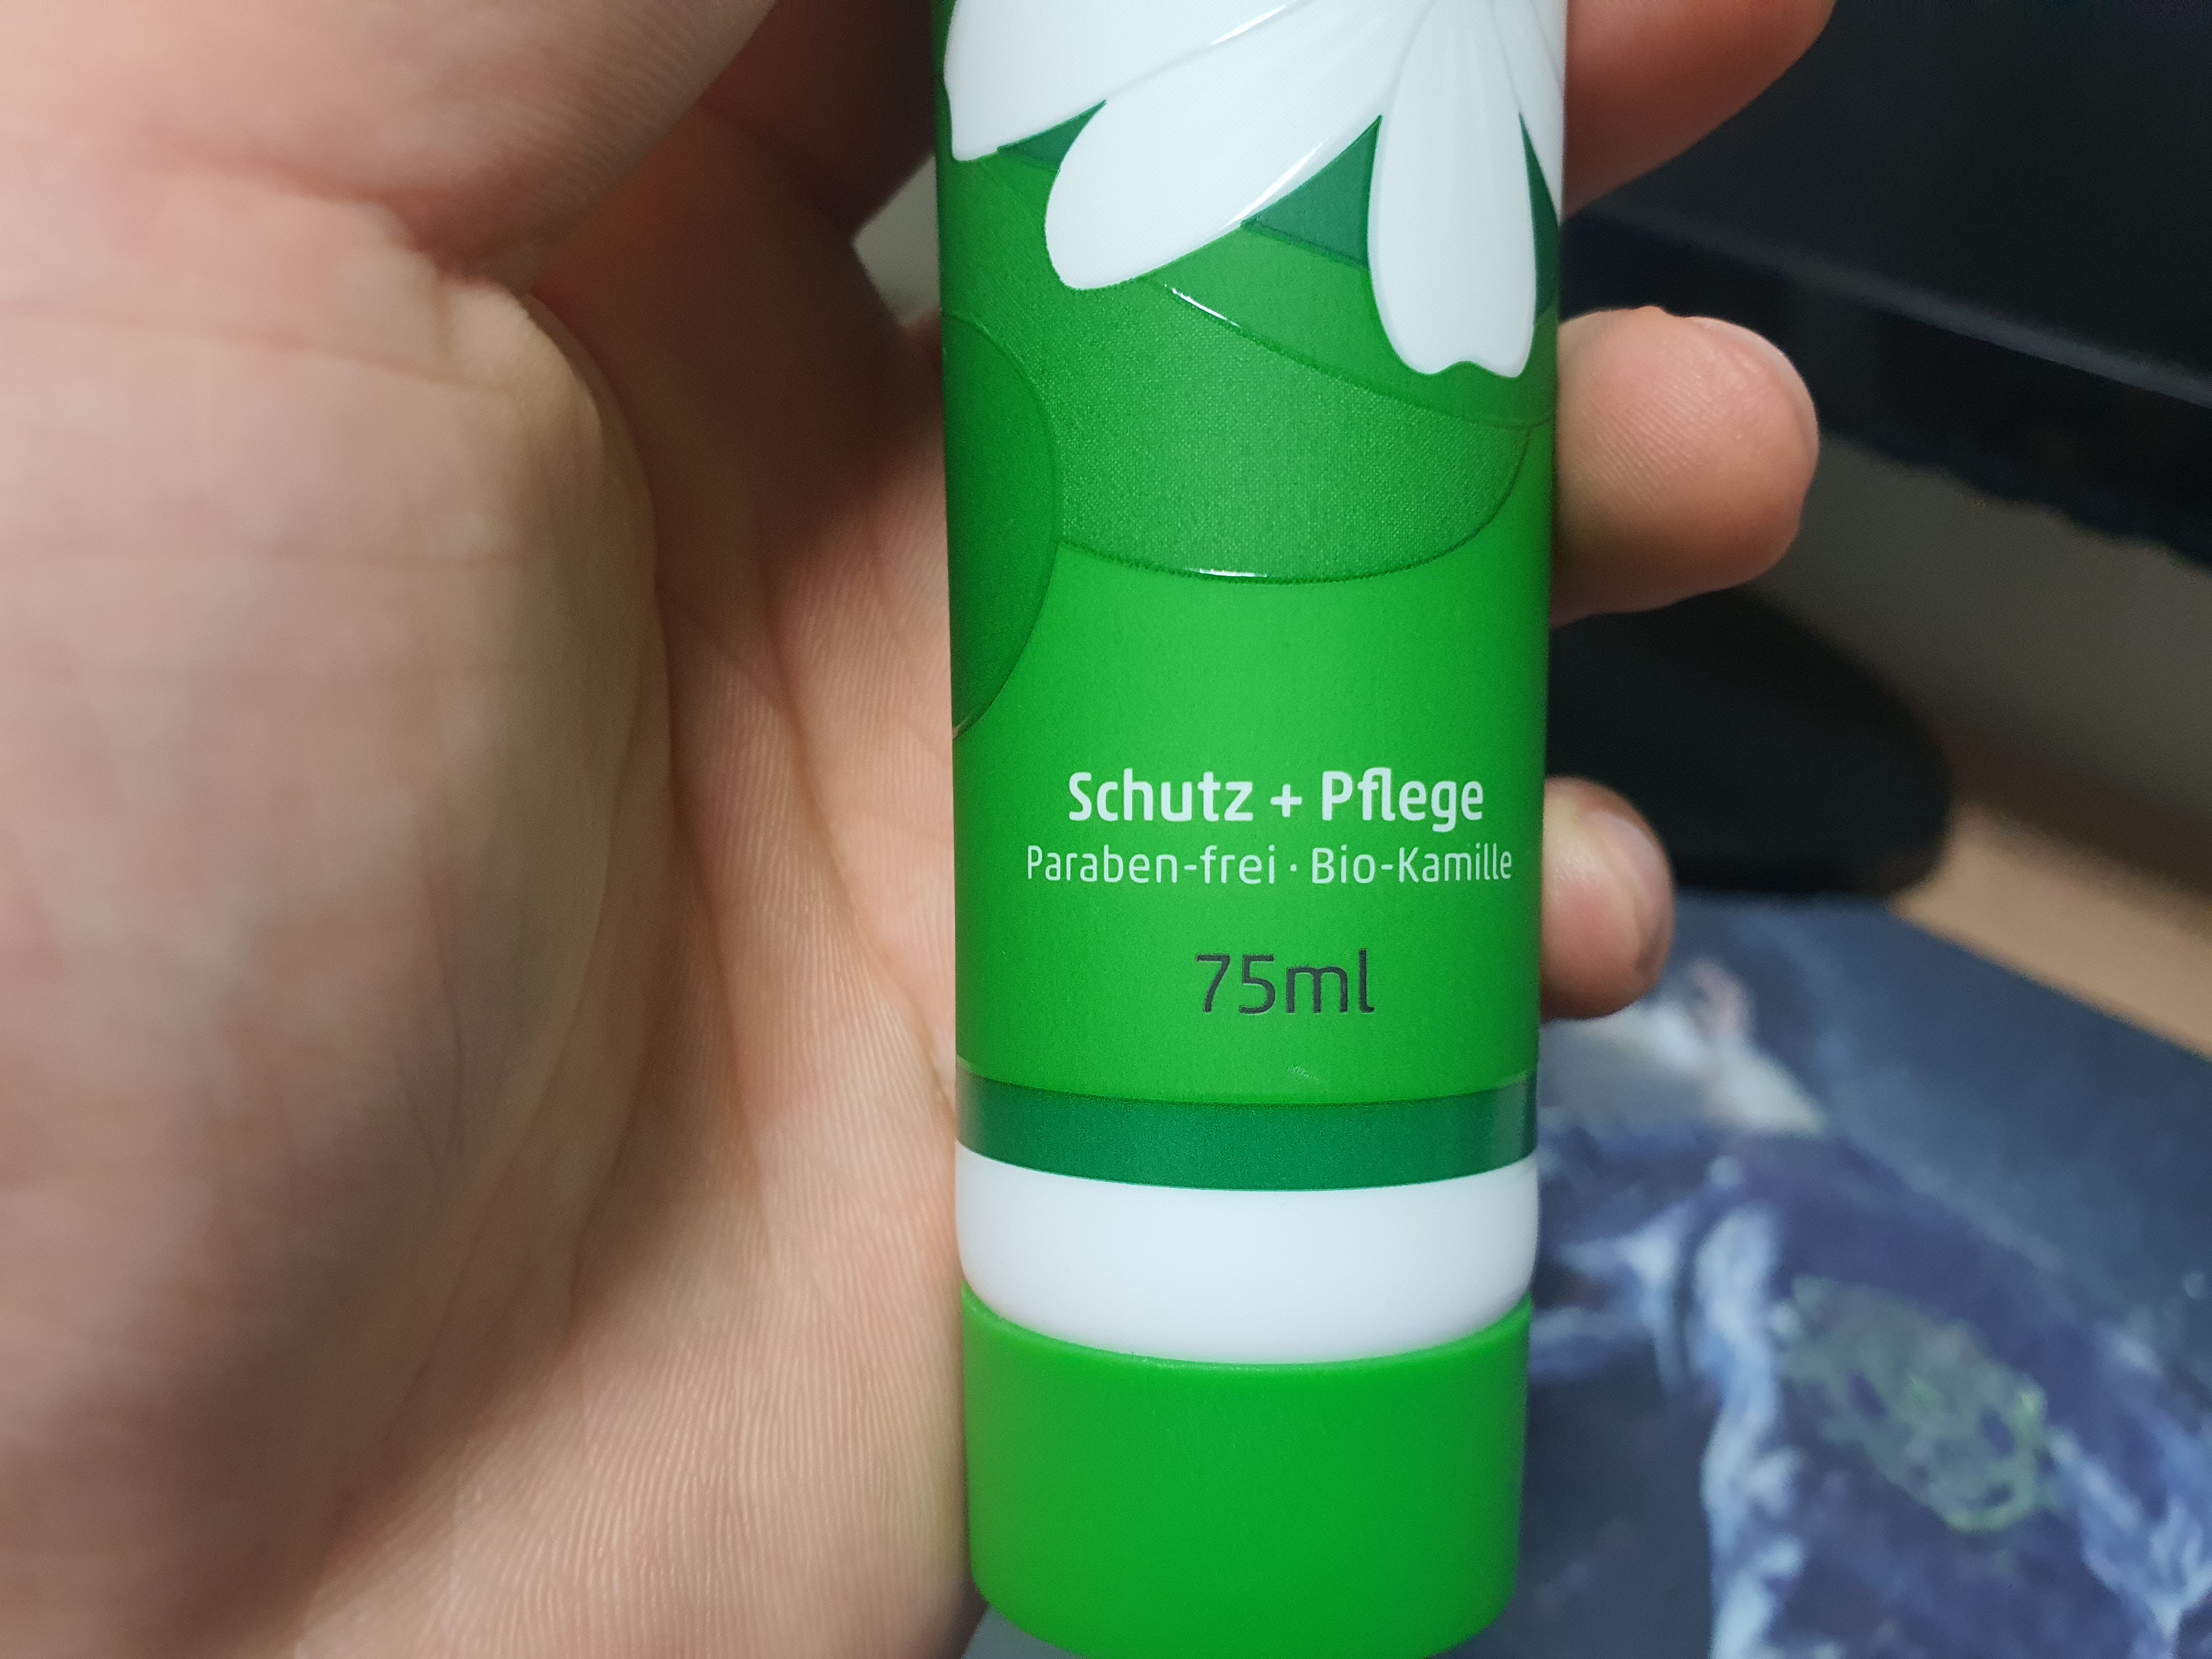 Schutz + Pflege
Paraben-frei · Bio-Kamille
75ml